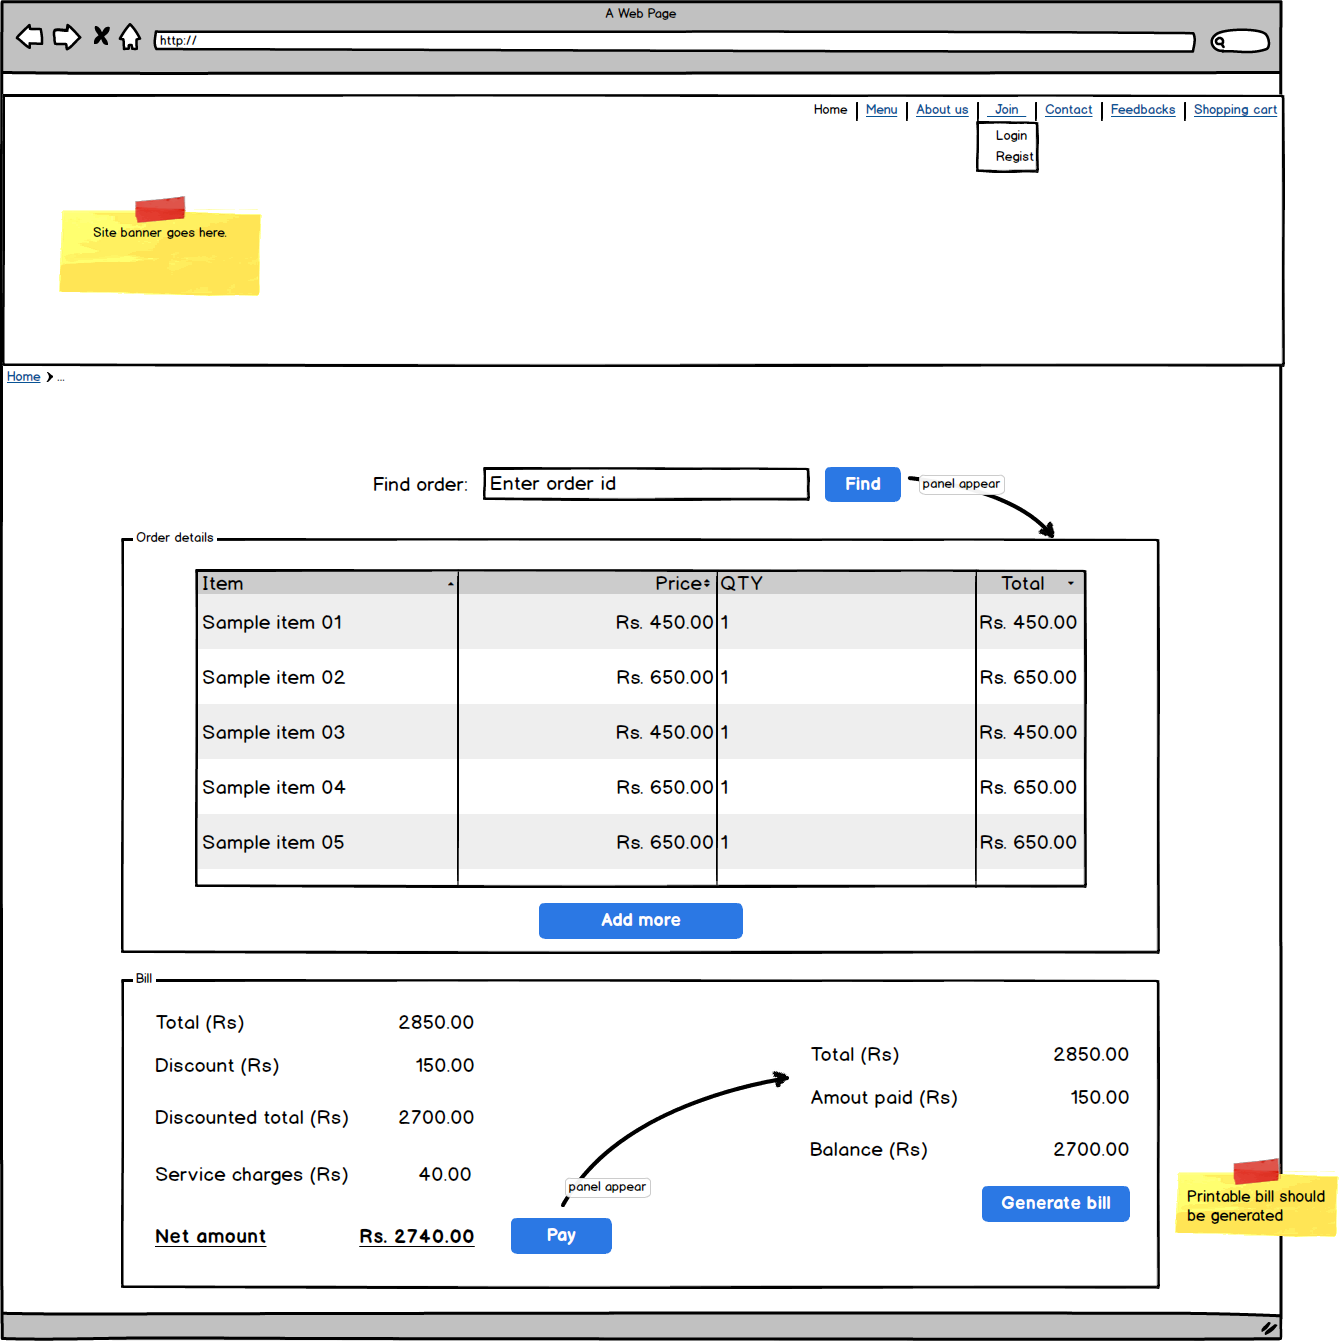 A Web Page
http://
Home Menu About us Join Contact Feedbacks Shopping cart
Login
Regist
Site banner goes here.
Home ...
Find order: Enter order id Find panel appear
Order details
Item Price QTY Total
Sample item 01 Rs. 450.00 1 Rs. 450.00
Sample item 02 Rs. 650.00 1 Rs. 650.00
Sample item 03 Rs. 450.00 1 Rs. 450.00
Sample item 04 Rs. 650.00 1 Rs. 650.00
Sample item 05 Rs. 650.00 1 Rs. 650.00
Add more
Bill
Total (Rs) 2850.00
Discount (Rs) 150.00
Discounted total (Rs) 2700.00
Service charges (Rs) 40.00
Net amount Rs. 2740.00
Pay
panel appear
Total (Rs) 2850.00
Amout paid (Rs) 150.00
Balance (Rs) 2700.00
Generate bill
Printable bill should
be generated